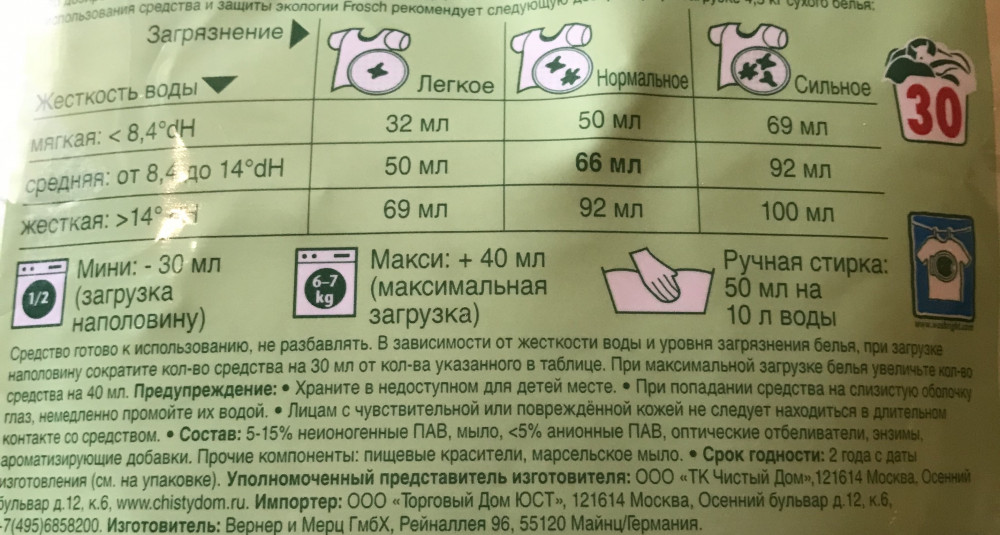 пользования средства и защиты экологии Frosch рекомендует следующую
4,5 кг сухого белья:
Загрязнение
Легкое
Нормальное
Сильное
Жесткость воды
30
мягкая: < 8,4°dH 32 мл 50 мл 69 мл
средняя: от 8,4 до 14°dH 50 мл 66 мл 92 мл
жесткая: >14° 69 мл 92 мл 100 мл
1/2
Мини: - 30 мл
(загрузка
наполовину)
6–7
kg
Макси: + 40 мл
(максимальная
загрузка)
Ручная стирка:
50 мл на
10 л воды
Средство готово к использованию, не разбавлять. В зависимости от жесткости воды и уровня загрязнения белья, при загрузке
наполовину сократите кол-во средства на 30 мл от кол-ва указанного в таблице. При максимальной загрузке белья увеличьте кол-во
средства на 40 мл. Предупреждение: • Храните в недоступном для детей месте. • При попадании средства на слизистую оболочку
глаз, немедленно промойте их водой. • Лицам с чувствительной или повреждённой кожей не следует находиться в длительном
контакте со средством. • Состав: 5-15% неионогенные ПАВ, мыло, <5% анионные ПАВ, оптические отбеливатели, энзимы,
ароматизирующие добавки. Прочие компоненты: пищевые красители, марсельское мыло. • Срок годности: 2 года с даты
изготовления (см. на упаковке). Уполномоченный представитель изготовителя: ООО «ТК Чистый Дом»,121614 Москва, Осенний
бульвар д.12, к.6, www.chistydom.ru. Импортер: ООО «Торговый Дом ЮСТ», 121614 Москва, Осенний бульвар д.12, к.6,
7(495)6858200. Изготовитель: Вернер и Мерц ГмбХ, Рейналлея 96, 55120 Майнц/Германия.